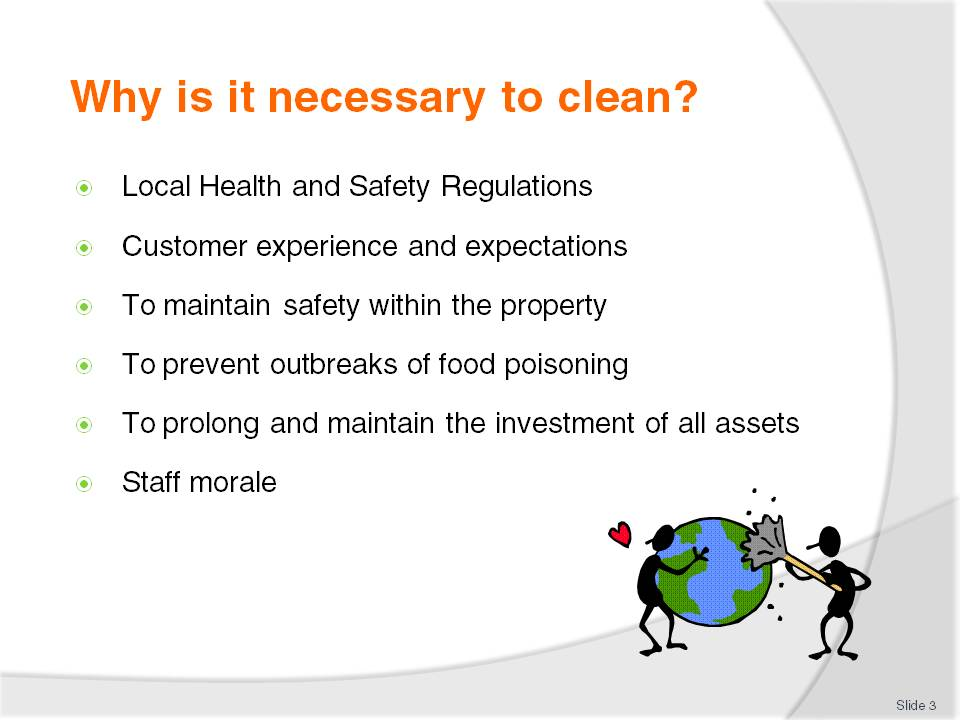 Why is it necessary to clean?
Local Health and Safety Regulations
Customer experience and expectations
To maintain safety within the property
To prevent outbreaks of food poisoning
To prolong and maintain the investment of all assets
Staff morale
Slide 3